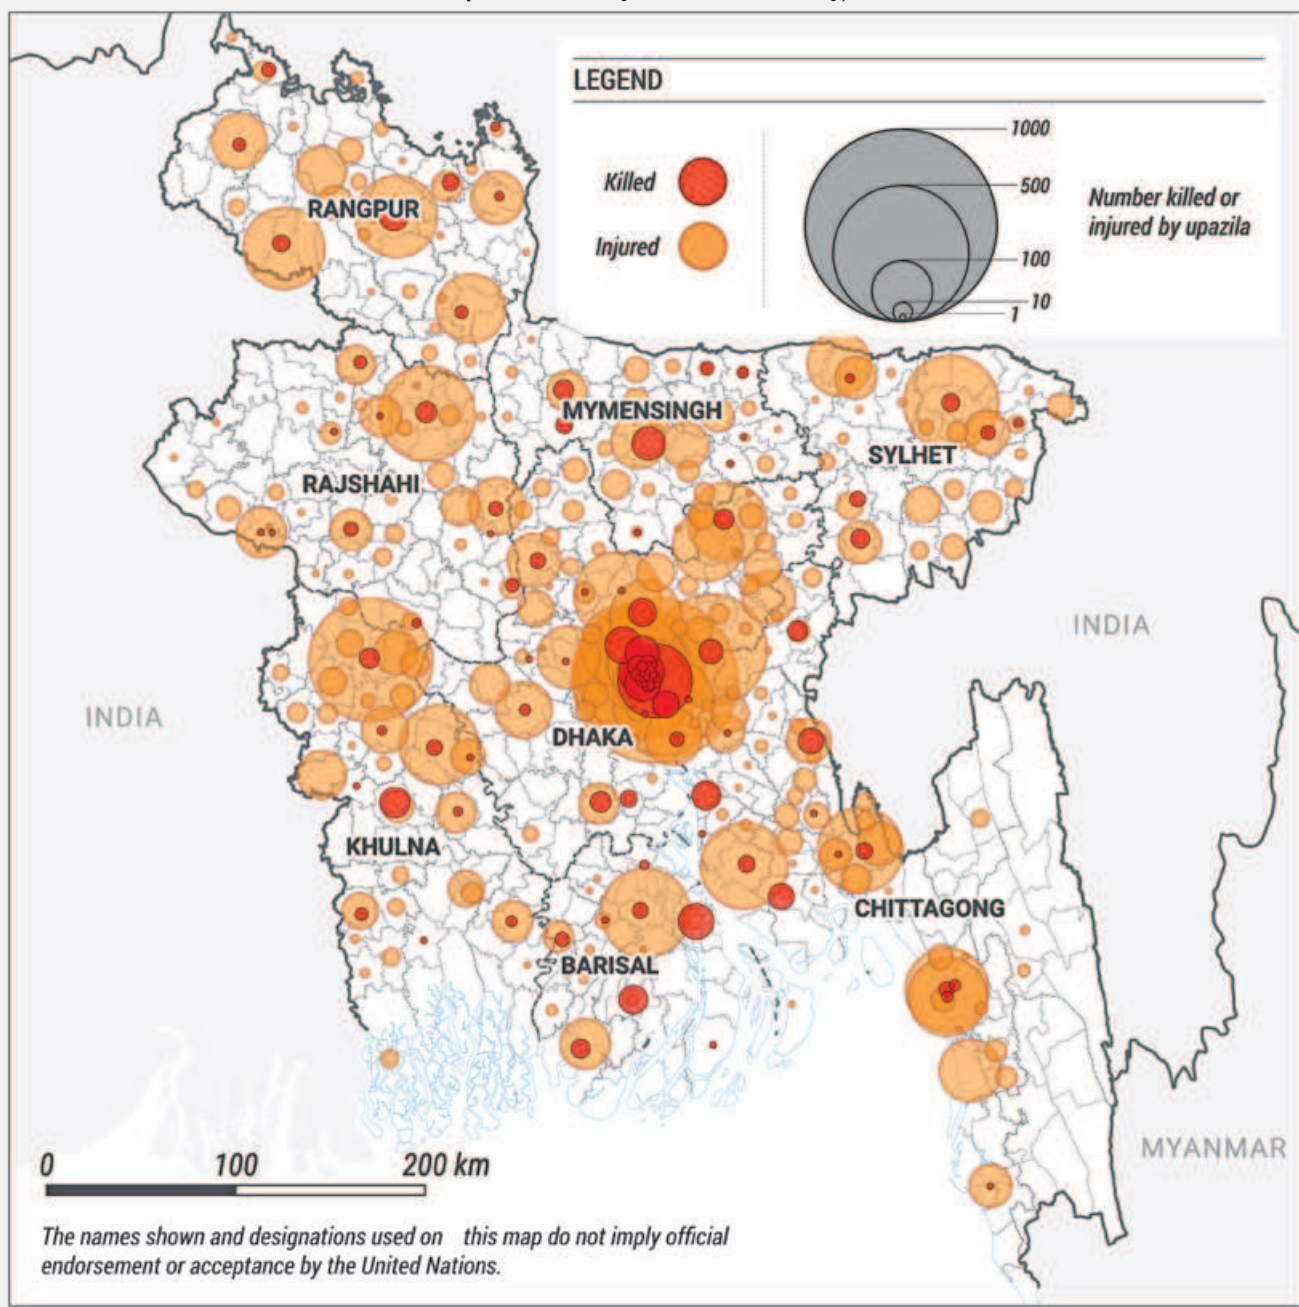 LEGEND
Killed
Injured
1000
500
100
10
1
Number killed or
injured by upazila
RANGPUR
MYMENSINGH
SYLHET
RAJSHAHI
INDIA
INDIA
DHAKA
KHULNA
CHITTAGONG
BARISAL
MYANMAR
0 100 200 km
The names shown and designations used on this map do not imply official
endorsement or acceptance by the United Nations.